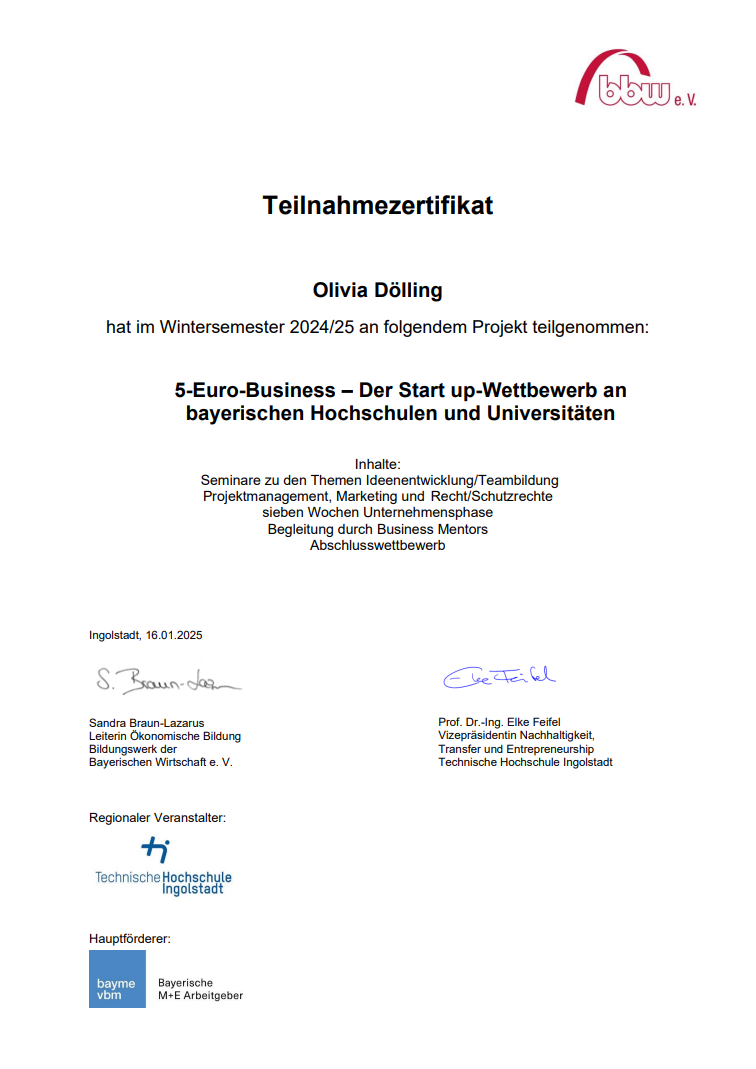 bbw e. V.
Teilnahmezertifikat
Olivia Dölling
hat im Wintersemester 2024/25 an folgendem Projekt teilgenommen:
5-Euro-Business – Der Start up-Wettbewerb an
bayerischen Hochschulen und Universitäten
Inhalte:
Seminare zu den Themen Ideenentwicklung/Teambildung
Projektmanagement, Marketing und Recht/Schutzrechte
sieben Wochen Unternehmensphase
Begleitung durch Business Mentors
Abschlusswettbewerb
Ingolstadt, 16.01.2025
S. Braun-Laz
Elke Feifel
Sandra Braun-Lazarus
Leiterin Ökonomische Bildung
Bildungswerk der
Bayerischen Wirtschaft e. V.
Prof. Dr.-Ing. Elke Feifel
Vizepräsidentin Nachhaltigkeit,
Transfer und Entrepreneurship
Technische Hochschule Ingolstadt
Regionaler Veranstalter:
Technische Hochschule
Ingolstadt
Hauptförderer:
bayme
vbm
Bayerische
M+E Arbeitgeber